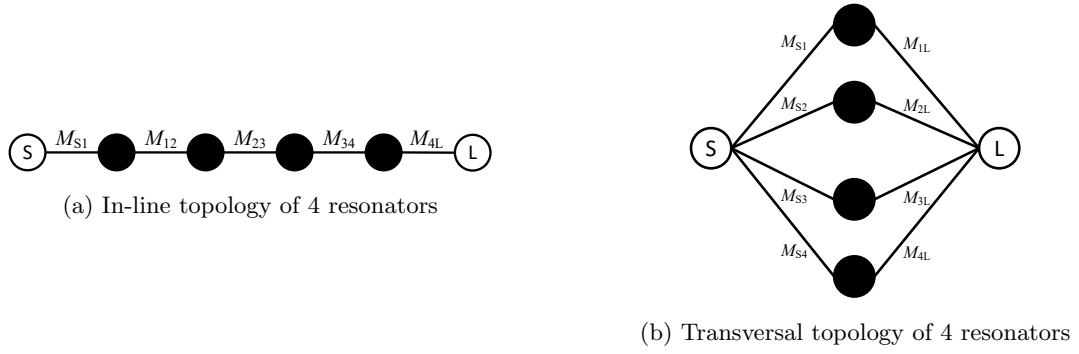 S M_S1 M_12 M_23 M_34 M_4L L
(a) In-line topology of 4 resonators
M_S1 M_1L
M_S2 M_2L
S L
M_S3 M_3L
M_S4 M_4L
(b) Transversal topology of 4 resonators